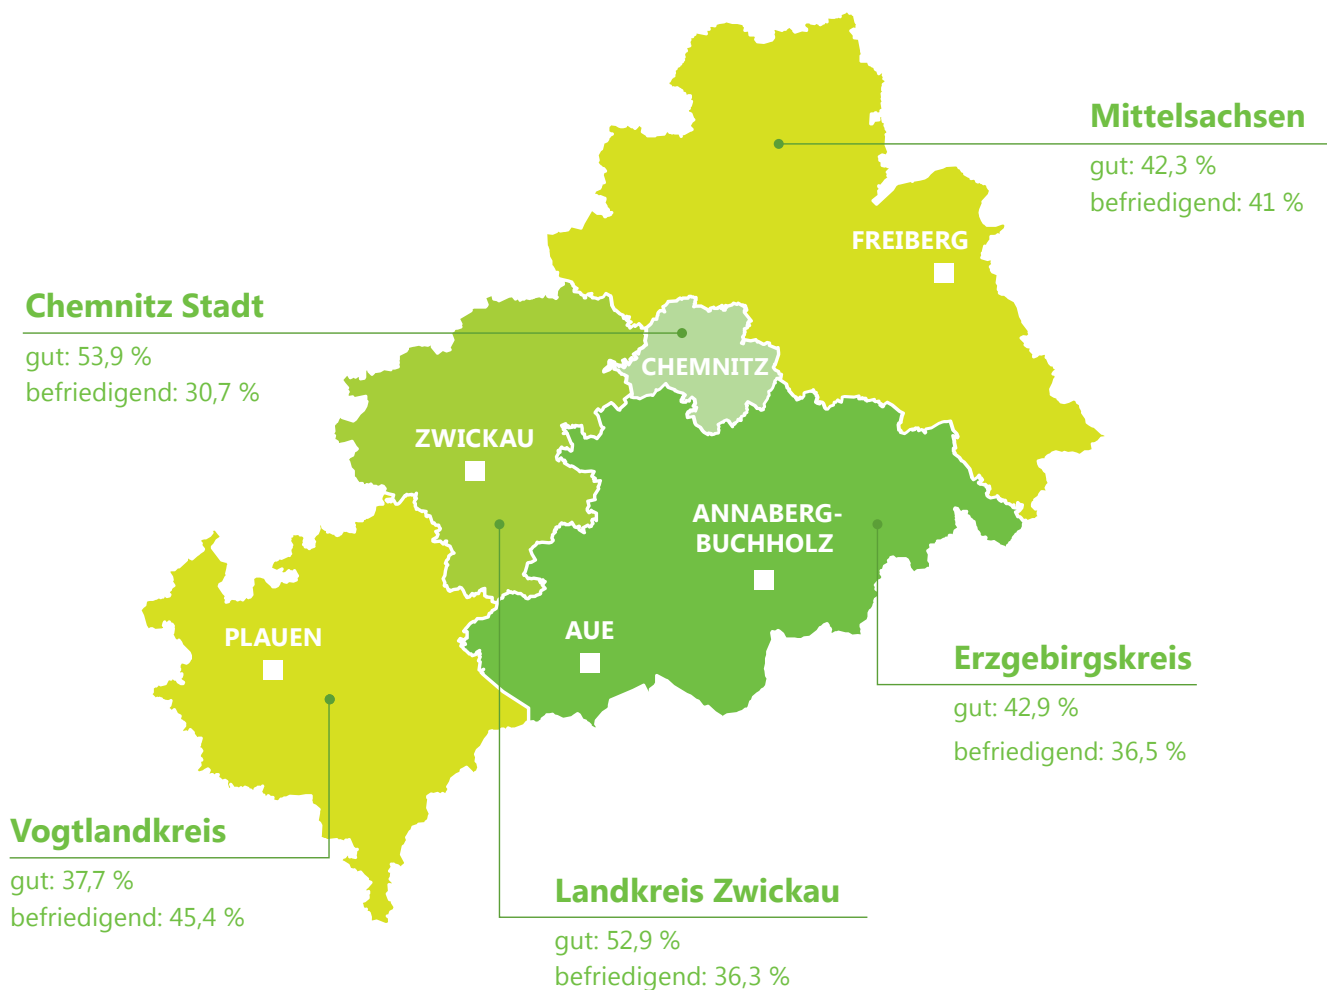 Mittelsachsen
gut: 42,3 %
befriedigend: 41 %
FREIBERG
Chemnitz Stadt
gut: 53,9 %
befriedigend: 30,7 %
CHEMNITZ
ZWICKAU
ANNABERG-
BUCHHOLZ
AUE
PLAUEN
Erzgebirgskreis
gut: 42,9 %
befriedigend: 36,5 %
Vogtlandkreis
gut: 37,7 %
befriedigend: 45,4 %
Landkreis Zwickau
gut: 52,9 %
befriedigend: 36,3 %